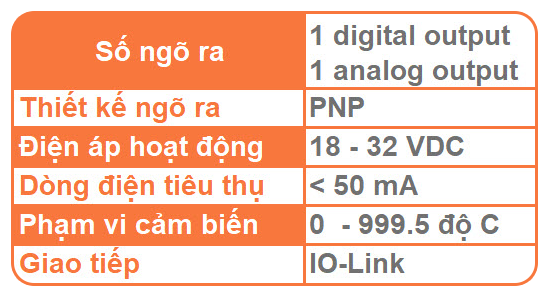 Số ngõ ra
1 digital output
1 analog output
Thiết kế ngõ ra PNP
Điện áp hoạt động 18 - 32 VDC
Dòng điện tiêu thụ < 50 mA
Phạm vi cảm biến 0 - 999.5 độ C
Giao tiếp IO-Link